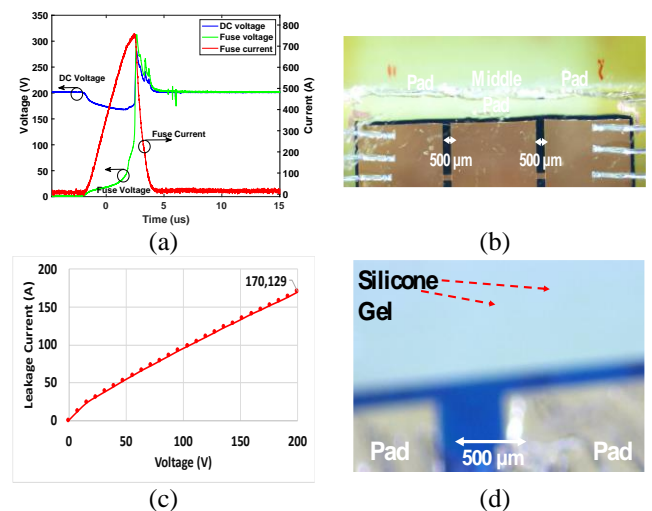 (a)
350
300
250
200
150
100
50
0
Voltage (V)
800
700
600
500
400
300
200
100
0
Current (A)
DC voltage
Fuse voltage
Fuse current
DC Voltage
Fuse Current
Fuse Voltage
-5
0
5
10
15
Time (us)
(a)
Pad Middle Pad
Pad
500 µm 500 µm
(b)
200
150
100
50
0
Leakage Current (A)
170,129
0 50 100 150 200
Voltage (V)
(c)
Silicone
Gel
Pad 500 µm Pad
(d)